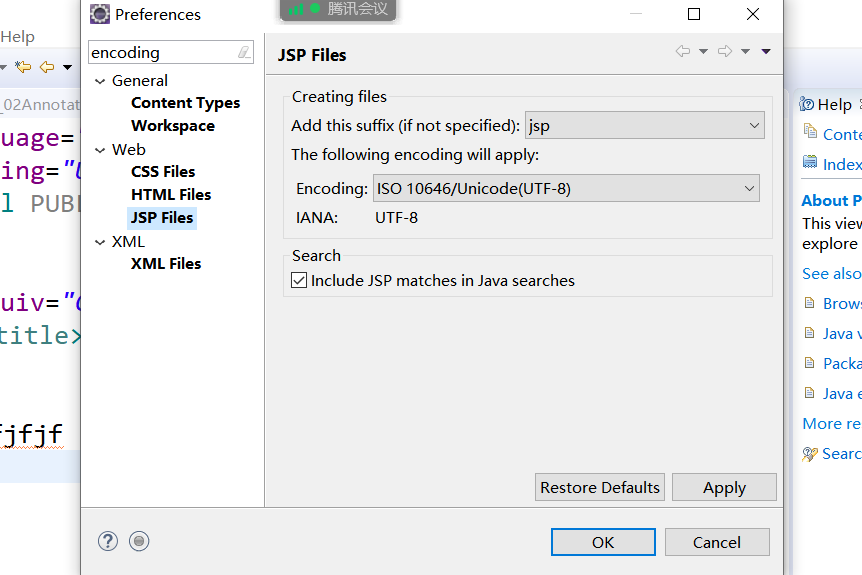 Preferences
腾讯会议
Help
encoding
General
Content Types
Workspace
Web
CSS Files
HTML Files
JSP Files
XML
XML Files
JSP Files
Creating files
Add this suffix (if not specified): jsp
The following encoding will apply:
Encoding: ISO 10646/Unicode(UTF-8)
IANA: UTF-8
Search
Include JSP matches in Java searches
Restore Defaults
Apply
OK
Cancel
_02Annotat
uage=
ing="
l PUB
uiv="
title>
fjfjf
Help
Conte
Index
About P
This view
explore
See also
Brows
Java v
Packa
Java e
More re
Searc